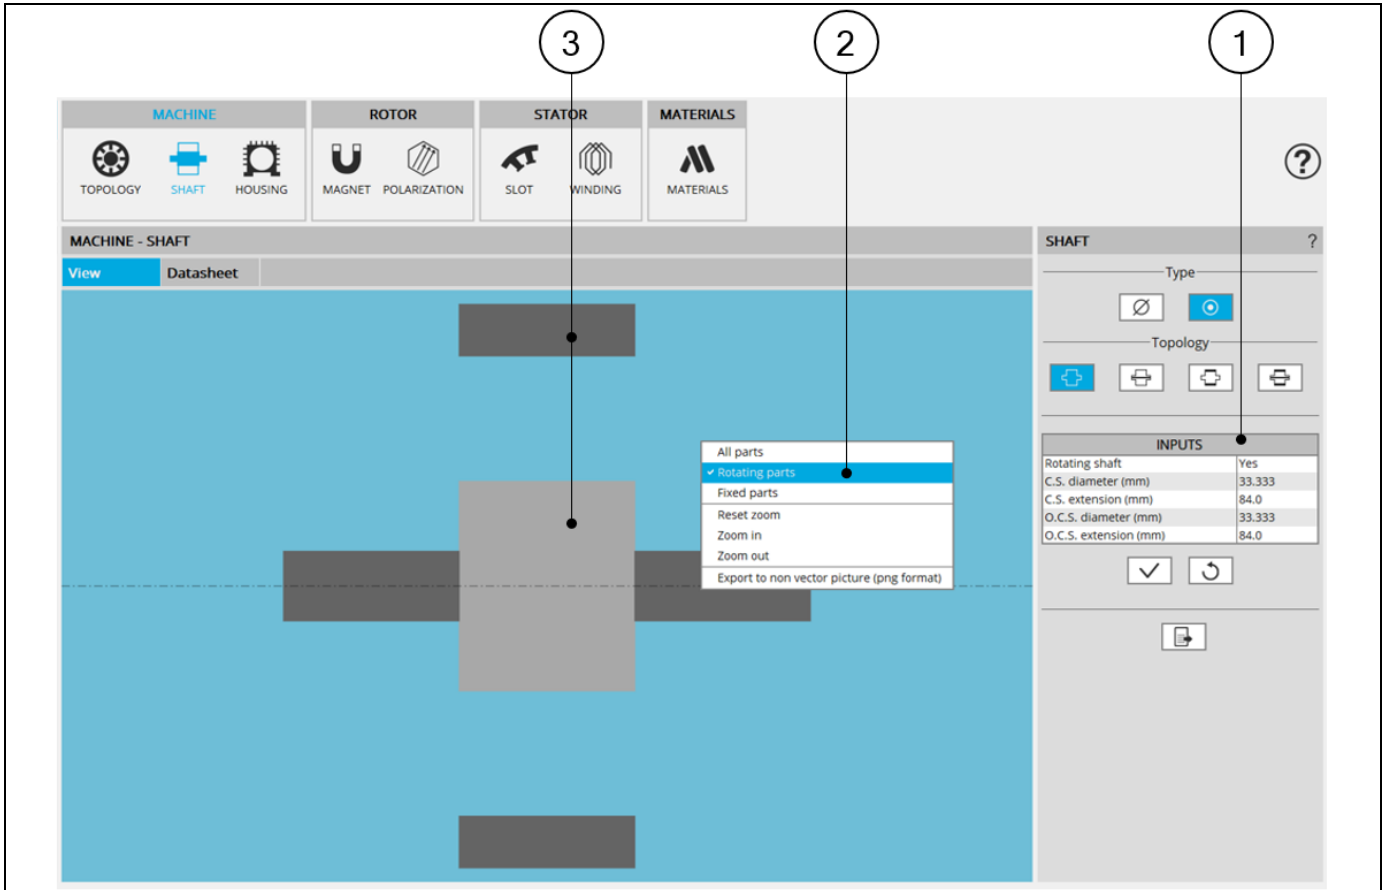 3 2 1
MACHINE ROTOR STATOR MATERIALS
TOPOLOGY SHAFT HOUSING MAGNET POLARIZATION SLOT WINDING MATERIALS
?
MACHINE - SHAFT
View Datasheet
All parts
Rotating parts
Fixed parts
Reset zoom
Zoom in
Zoom out
Export to non vector picture (png format)
SHAFT ?
Type
Topology
INPUTS
Rotating shaft Yes
C.S. diameter (mm) 33.333
C.S. extension (mm) 84.0
O.C.S. diameter (mm) 33.333
O.C.S. extension (mm) 84.0